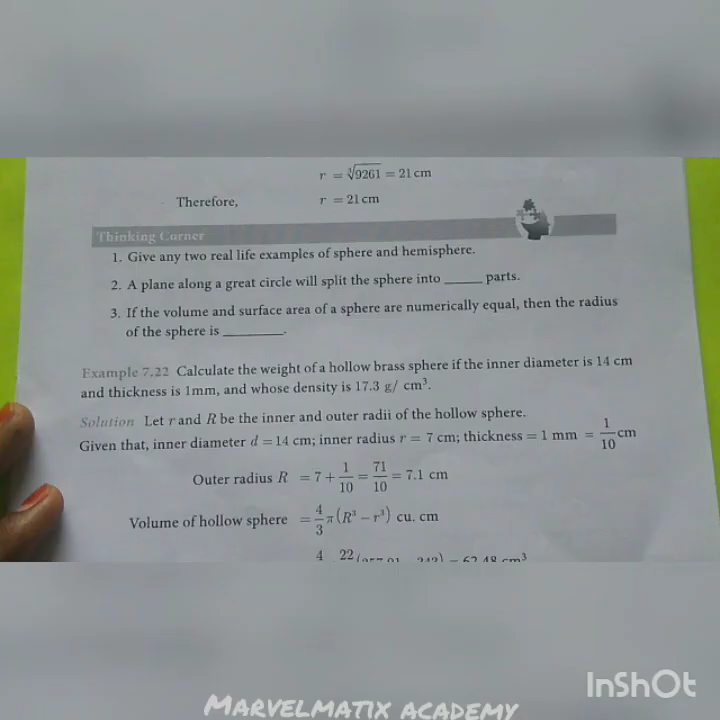 r = ∛9261 = 21 cm
Therefore, r = 21 cm
Thinking Corner
1. Give any two real life examples of sphere and hemisphere.
2. A plane along a great circle will split the sphere into ______ parts.
3. If the volume and surface area of a sphere are numerically equal, then the radius
of the sphere is __________.
Example 7.22 Calculate the weight of a hollow brass sphere if the inner diameter is 14 cm
and thickness is 1mm, and whose density is 17.3 g/ cm³.
Solution Let r and R be the inner and outer radii of the hollow sphere.
Given that, inner diameter d = 14 cm; inner radius r = 7 cm; thickness = 1 mm = 1/10 cm
Outer radius R = 7 + 1/10 = 71/10 = 7.1 cm
Volume of hollow sphere = 4/3 π(R³ − r³) cu. cm
4 22
InShOt
MARVELMATIX ACADEMY